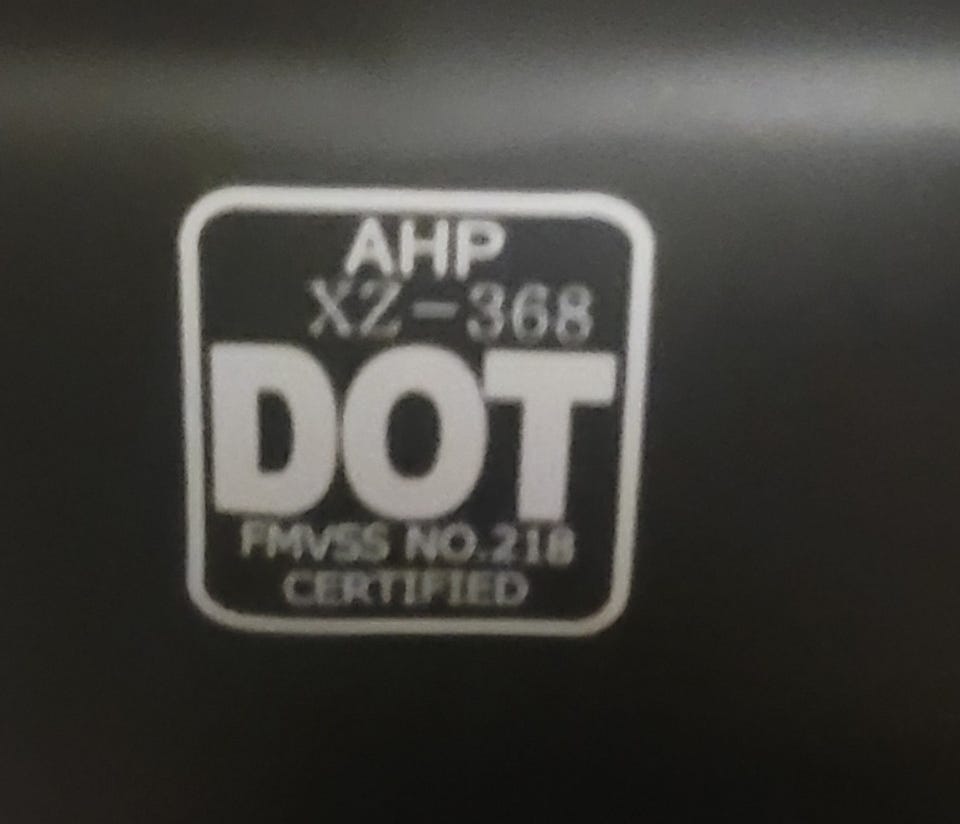 AHP
XZ-368
DOT
FMVSS NO.218
CERTIFIED